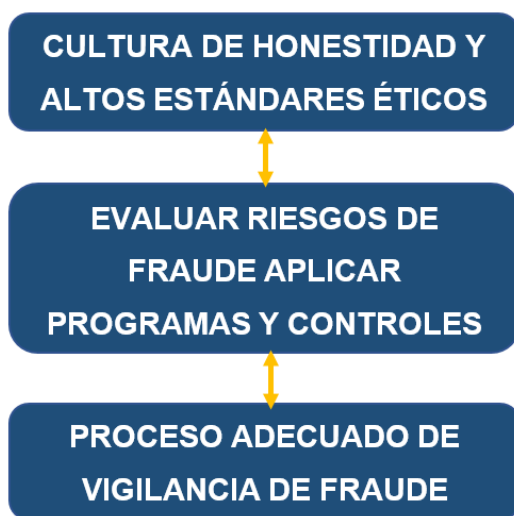 CULTURA DE HONESTIDAD Y
ALTOS ESTÁNDARES ÉTICOS
EVALUAR RIESGOS DE
FRAUDE APLICAR
PROGRAMAS Y CONTROLES
PROCESO ADECUADO DE
VIGILANCIA DE FRAUDE